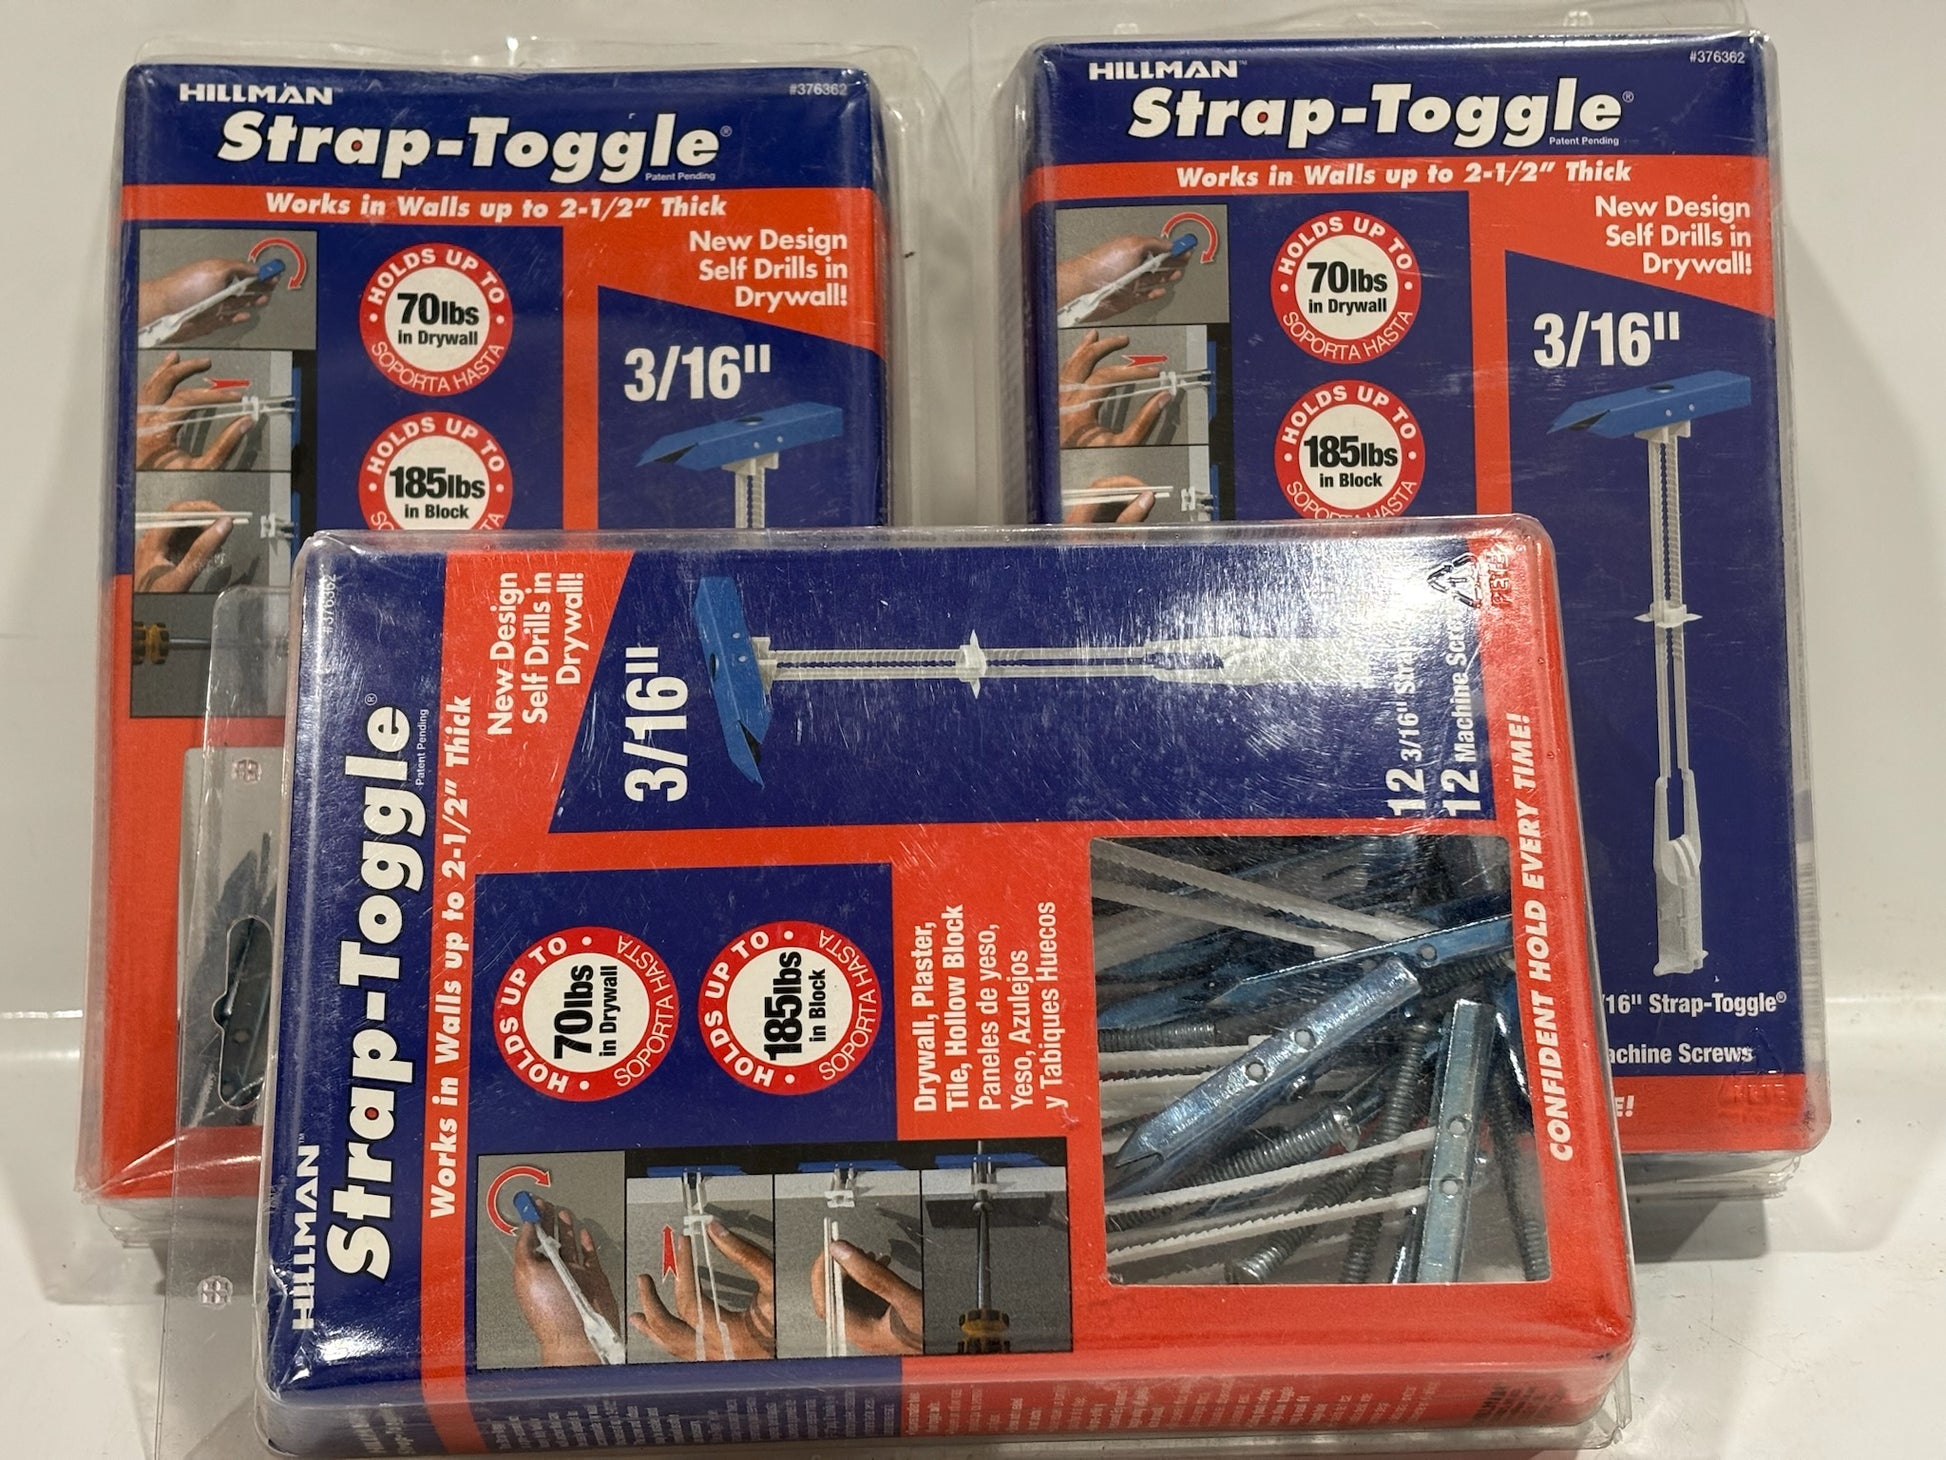 HILLMAN™
#376362
Strap-Toggle®
Patent Pending
Works in Walls up to 2-1/2" Thick
New Design
Self Drills in
Drywall!
HOLDS UP TO
70lbs
in Drywall
SOPORTA HASTA
3/16"
HOLDS UP TO
185lbs
in Block
HILLMAN™
#376362
Strap-Toggle®
Patent Pending
Works in Walls up to 2-1/2" Thick
New Design
Self Drills in
Drywall!
HOLDS UP TO
70lbs
in Drywall
SOPORTA HASTA
3/16"
HOLDS UP TO
185lbs
in Block
SOPORTA HASTA
/16" Strap-Toggle®
achine Screws
E!
HILLMAN™
#376362
Strap-Toggle®
Patent Pending
Works in Walls up to 2-1/2" Thick
New Design
Self Drills in
Drywall!
3/16"
HOLDS UP TO
70lbs
in Drywall
SOPORTA HASTA
HOLDS UP TO
185lbs
in Block
SOPORTA HASTA
Drywall, Plaster,
Tile, Hollow Block
Paneles de yeso,
Yeso, Azulejos
y Tabiques Huecos
12 3/16"
12 Machine
CONFIDENT HOLD EVERY TIME!
1
PETE